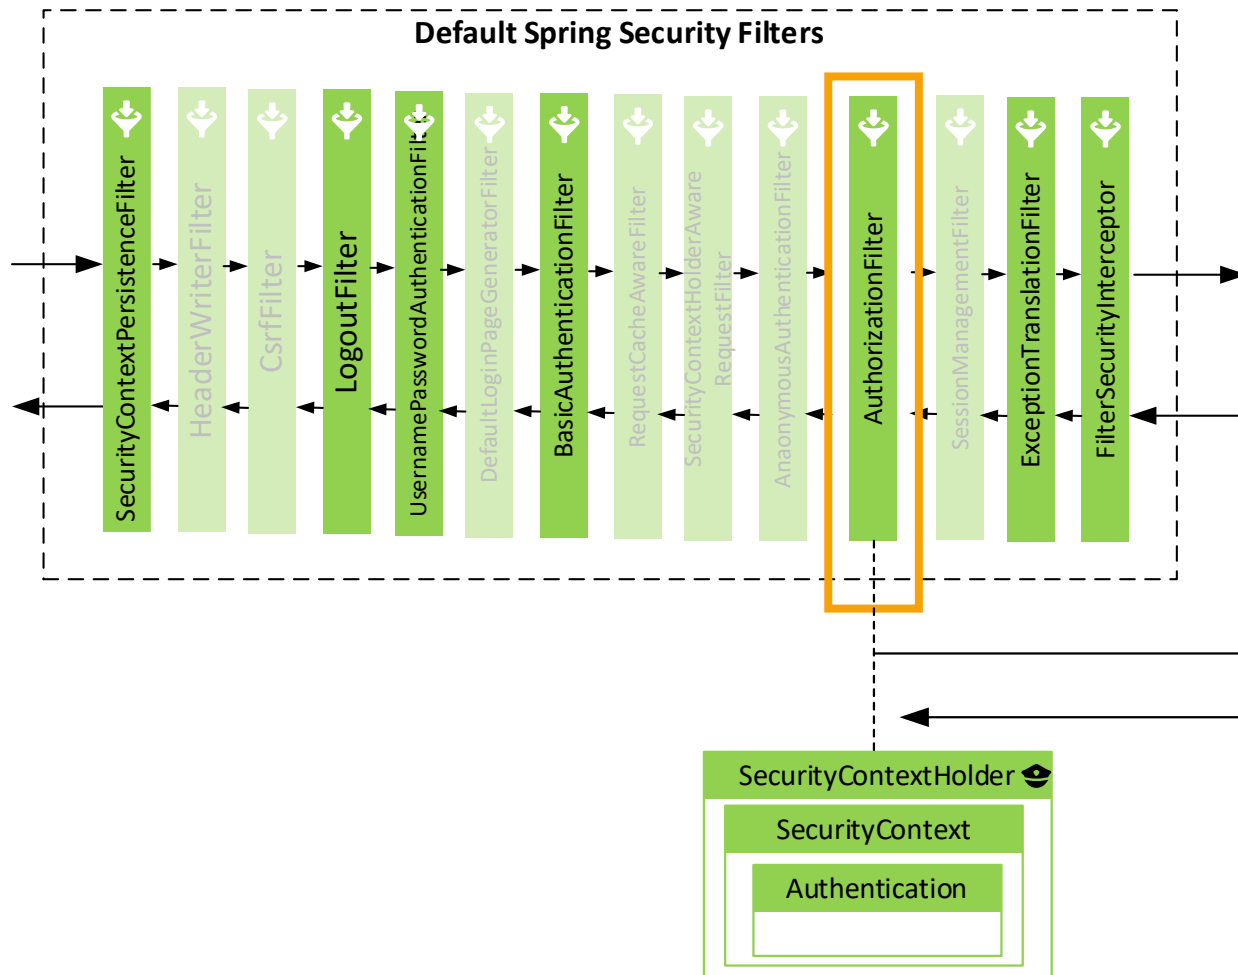 Default Spring Security Filters
SecurityContextPersistenceFilter
HeaderWriterFilter
CsrfFilter
LogoutFilter
UsernamePasswordAuthenticationFilter
DefaultLoginPageGeneratorFilter
BasicAuthenticationFilter
RequestCacheAwareFilter
SecurityContextHolderAware
RequestFilter
AnaonymousAuthenticationFilter
AuthorizationFilter
SessionManagementFilter
ExceptionTranslationFilter
FilterSecurityInterceptor
SecurityContextHolder
SecurityContext
Authentication